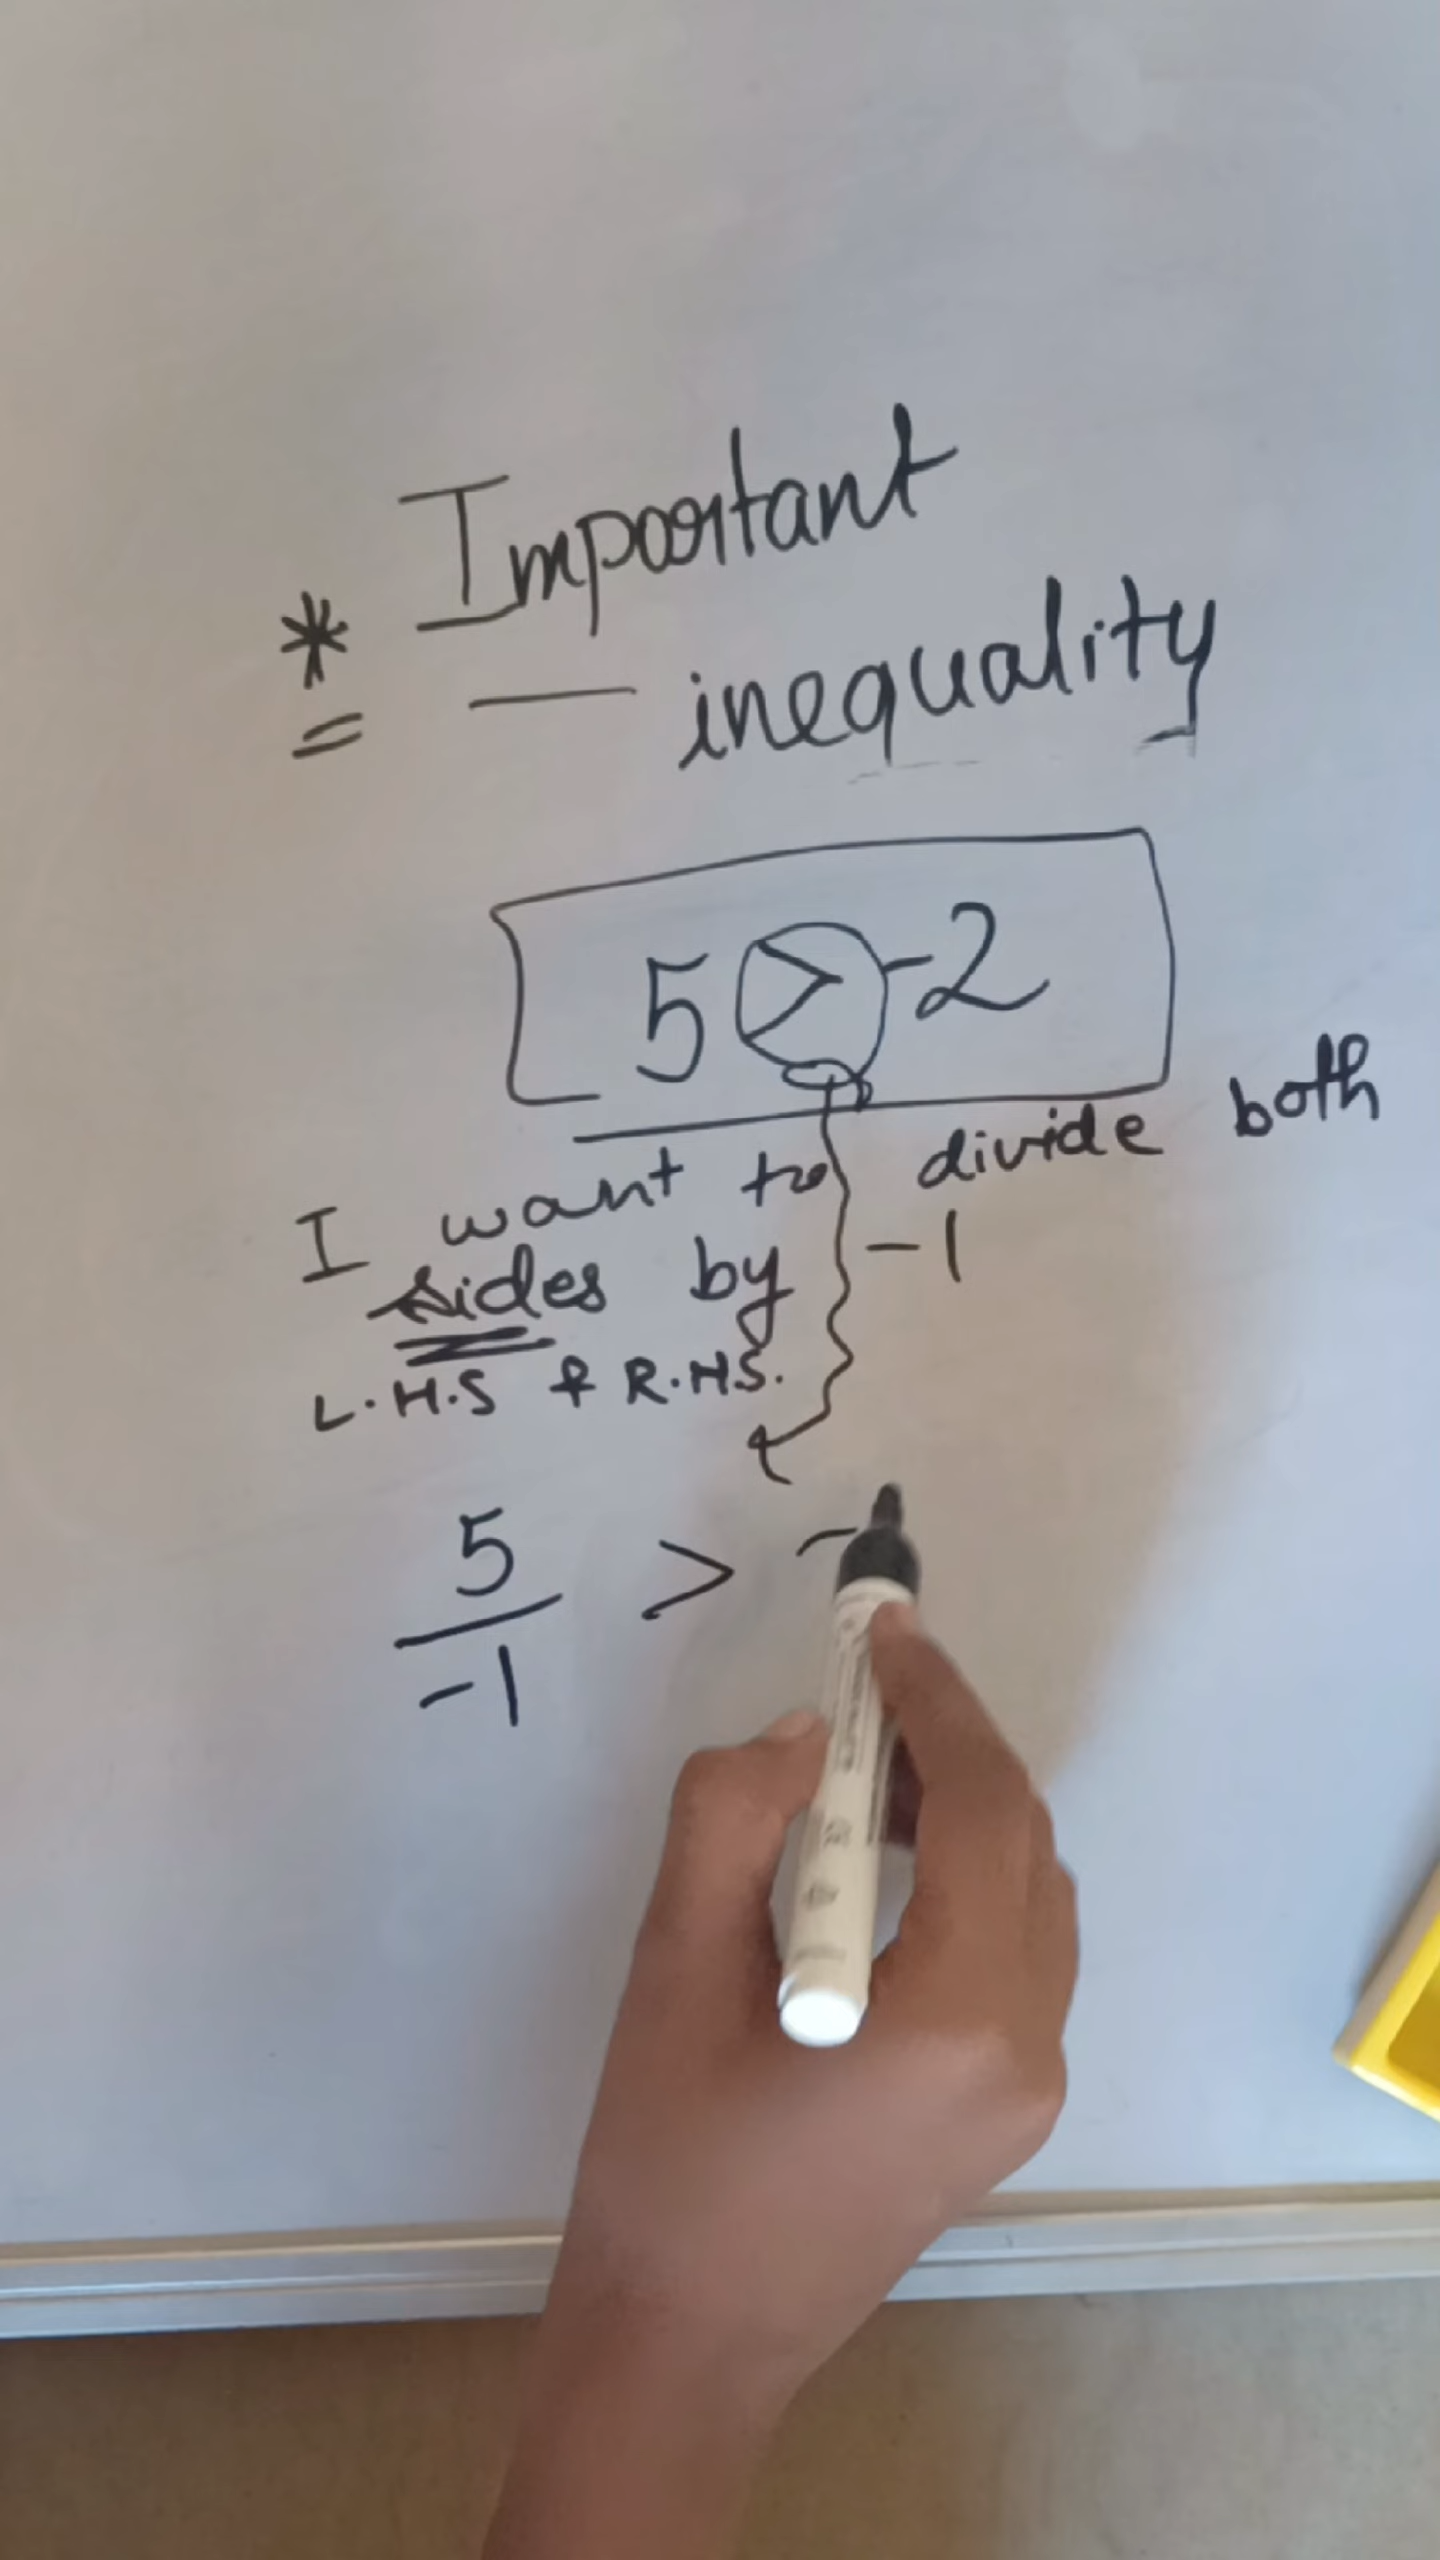 * Important
— inequality
5 > -2
I want to divide both
sides by -1
L.H.S & R.H.S.
5
— > -
-1